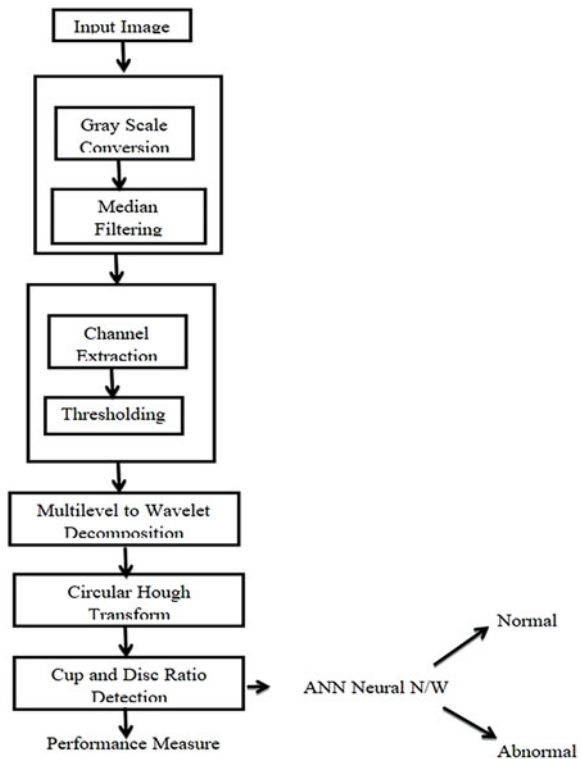 Input Image
Gray Scale
Conversion
Median
Filtering
Channel
Extraction
Thresholding
Multilevel to Wavelet
Decomposition
Circular Hough
Transform
Cup and Disc Ratio
Detection
ANN Neural N/W
Normal
Abnormal
Performance Measure